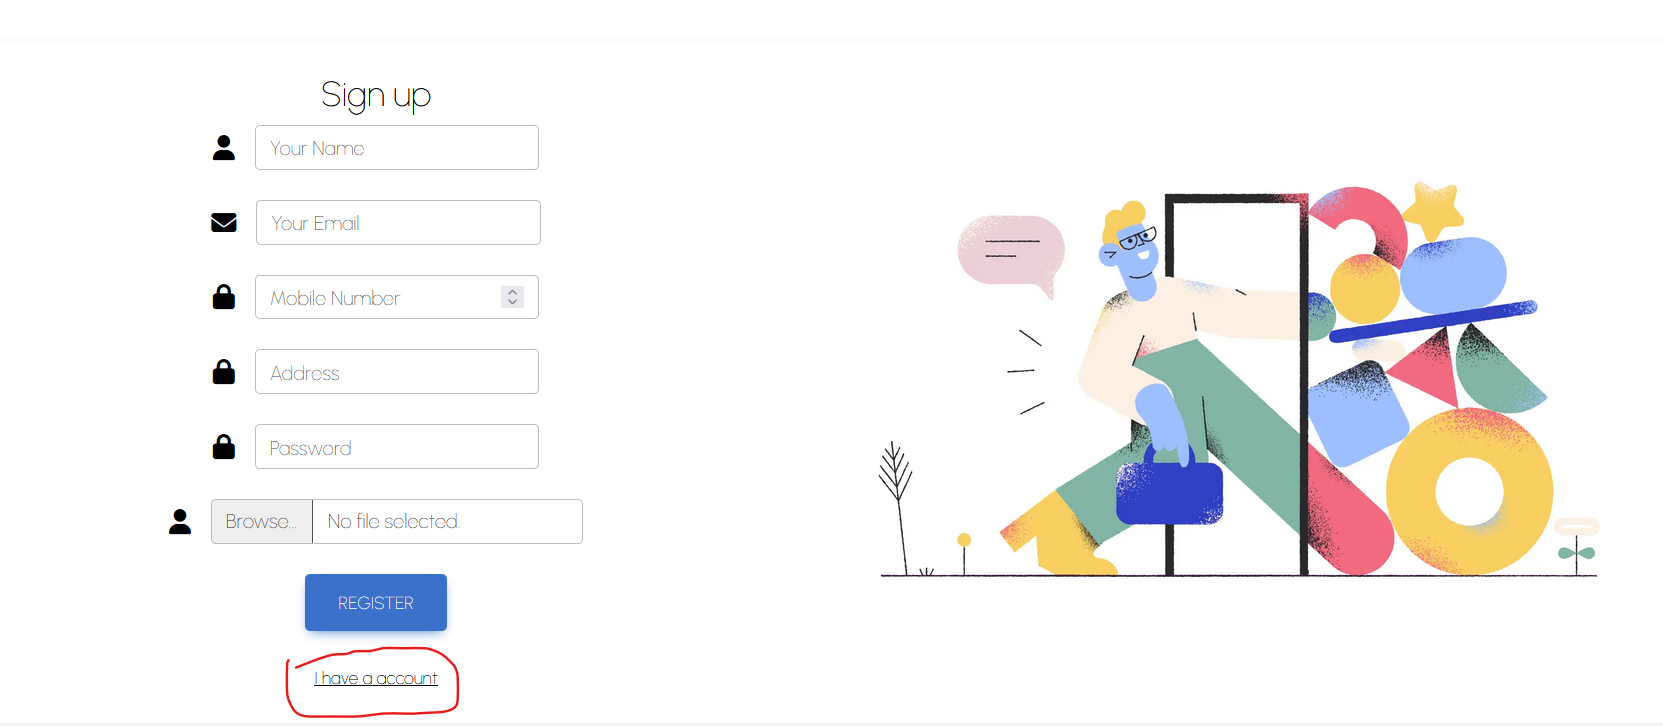 Sign up
Your Name
Your Email
Mobile Number
Address
Password
Browse... No file selected.
REGISTER
I have a account